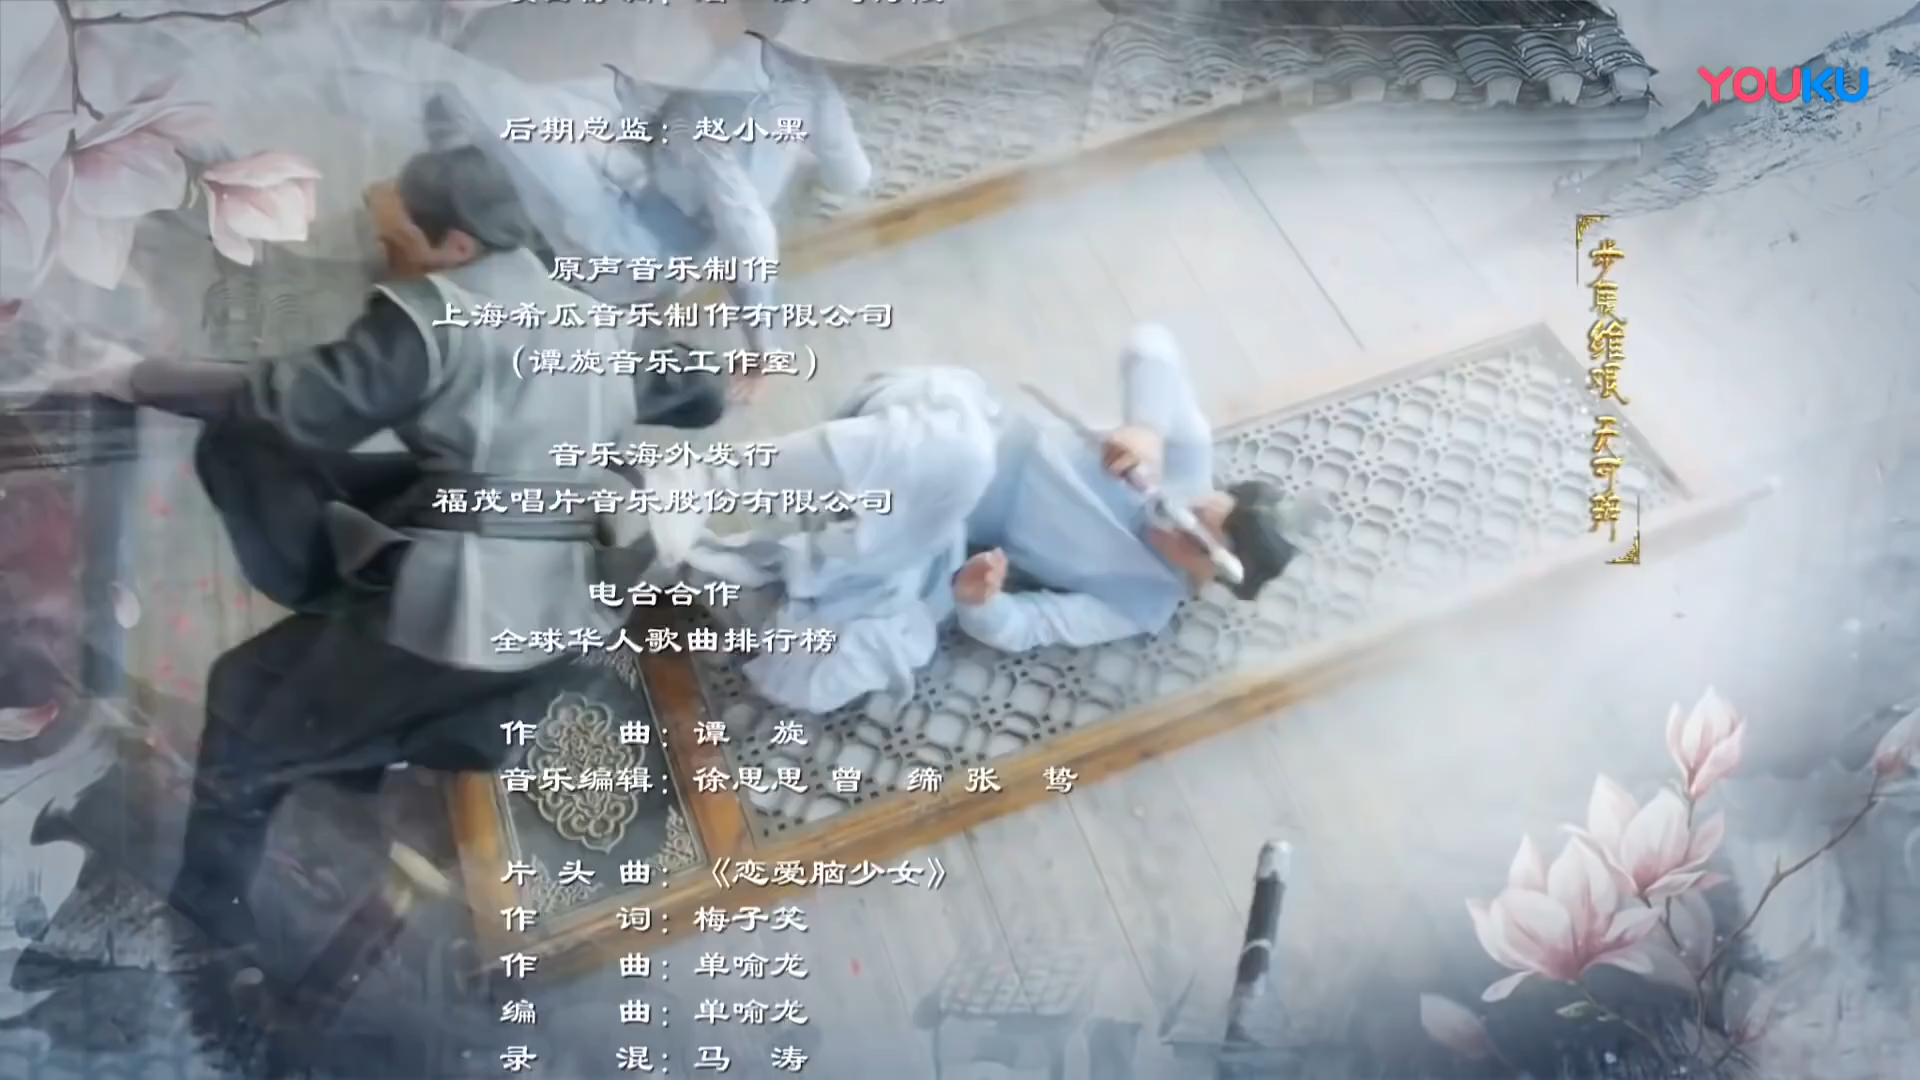 YOUKU
后期总监：赵小黑
原声音乐制作
上海希瓜音乐制作有限公司
（谭旋音乐工作室）
音乐海外发行
福茂唱片音乐股份有限公司
电台合作
全球华人歌曲排行榜
作 曲：谭 旋
音乐编辑：徐思思 曾 缔 张 鸷
片 头 曲：《恋爱脑少女》
作 词：梅子笑
作 曲：单喻龙
编 曲：单喻龙
录 混：马 涛